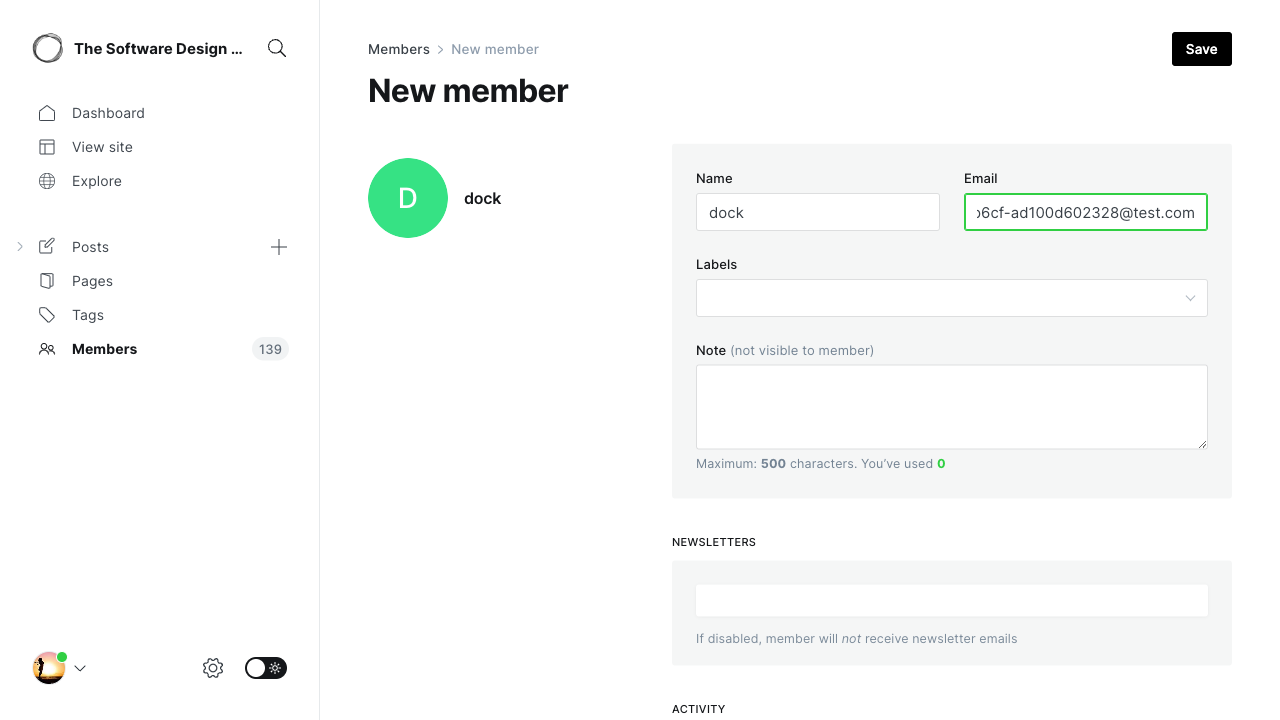 The Software Design ...
Dashboard
View site
Explore
Posts
Pages
Tags
Members 139
Members > New member
Save
New member
D dock
Name
dock
Email
b6cf-ad100d602328@test.com
Labels
Note (not visible to member)
Maximum: 500 characters. You've used 0
NEWSLETTERS
If disabled, member will not receive newsletter emails
ACTIVITY